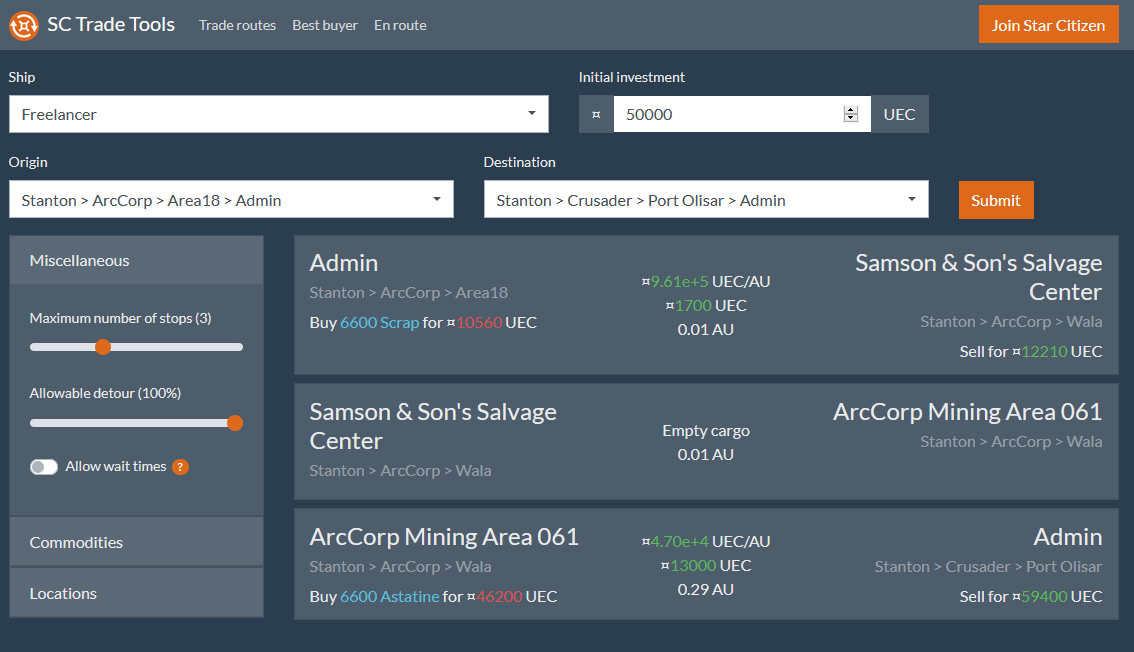 SC Trade Tools
Trade routes
Best buyer
En route
Join Star Citizen
Ship
Initial investment
Freelancer
¤
50000
UEC
Origin
Destination
Stanton > ArcCorp > Area18 > Admin
Stanton > Crusader > Port Olisar > Admin
Submit
Miscellaneous
Maximum number of stops (3)
Allowable detour (100%)
Allow wait times
?
Commodities
Locations
Admin
Stanton > ArcCorp > Area18
Buy 6600 Scrap for ¤10560 UEC
¤9.61e+5 UEC/AU
¤1700 UEC
0.01 AU
Samson & Son's Salvage
Center
Stanton > ArcCorp > Wala
Sell for ¤12210 UEC
Samson & Son's Salvage
Center
Stanton > ArcCorp > Wala
Empty cargo
0.01 AU
ArcCorp Mining Area 061
Stanton > ArcCorp > Wala
ArcCorp Mining Area 061
Stanton > ArcCorp > Wala
Buy 6600 Astatine for ¤46200 UEC
¤4.70e+4 UEC/AU
¤13000 UEC
0.29 AU
Admin
Stanton > Crusader > Port Olisar
Sell for ¤59400 UEC